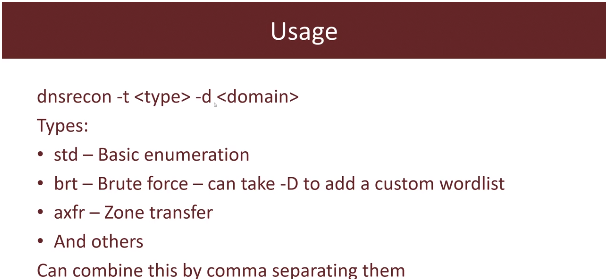 Usage
dnsrecon -t <type> -d <domain>
Types:
• std – Basic enumeration
• brt – Brute force – can take -D to add a custom wordlist
• axfr – Zone transfer
• And others
Can combine this by comma separating them